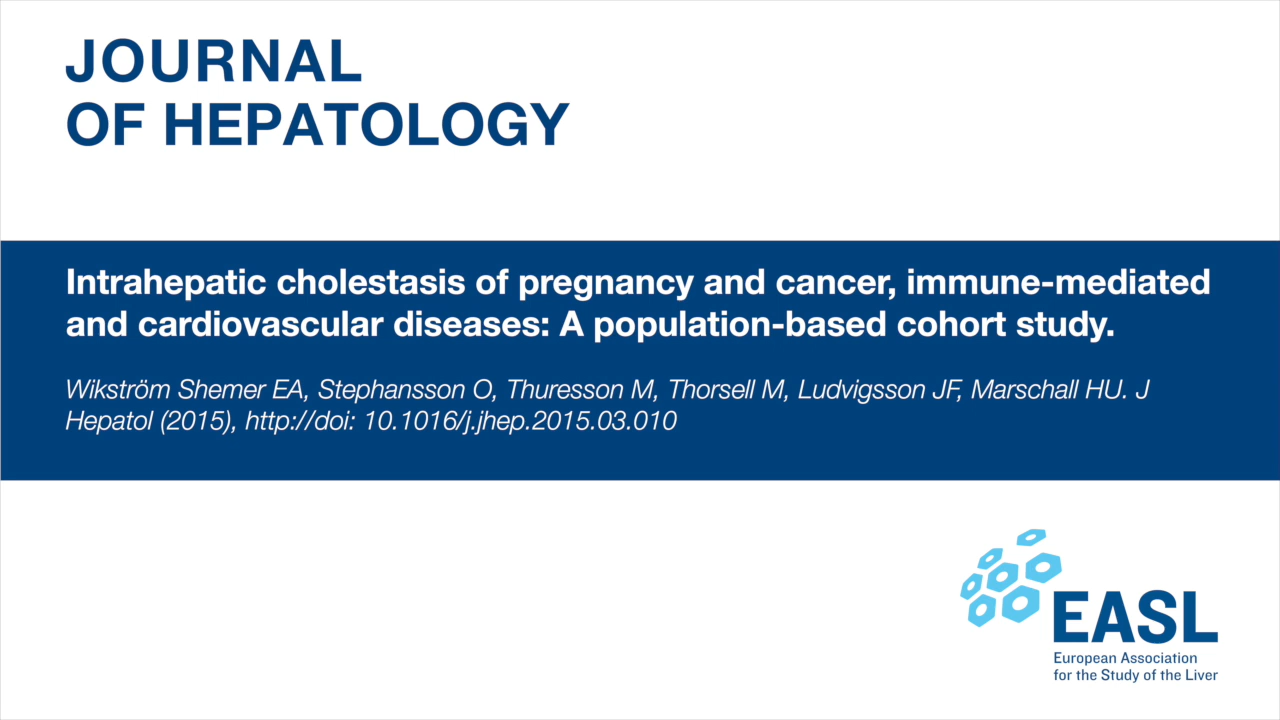 JOURNAL
OF HEPATOLOGY
Intrahepatic cholestasis of pregnancy and cancer, immune-mediated
and cardiovascular diseases: A population-based cohort study.
Wikström Shemer EA, Stephansson O, Thuresson M, Thorsell M, Ludvigsson JF, Marschall HU. J
Hepatol (2015), http://doi: 10.1016/j.jhep.2015.03.010
EASL
European Association
for the Study of the Liver